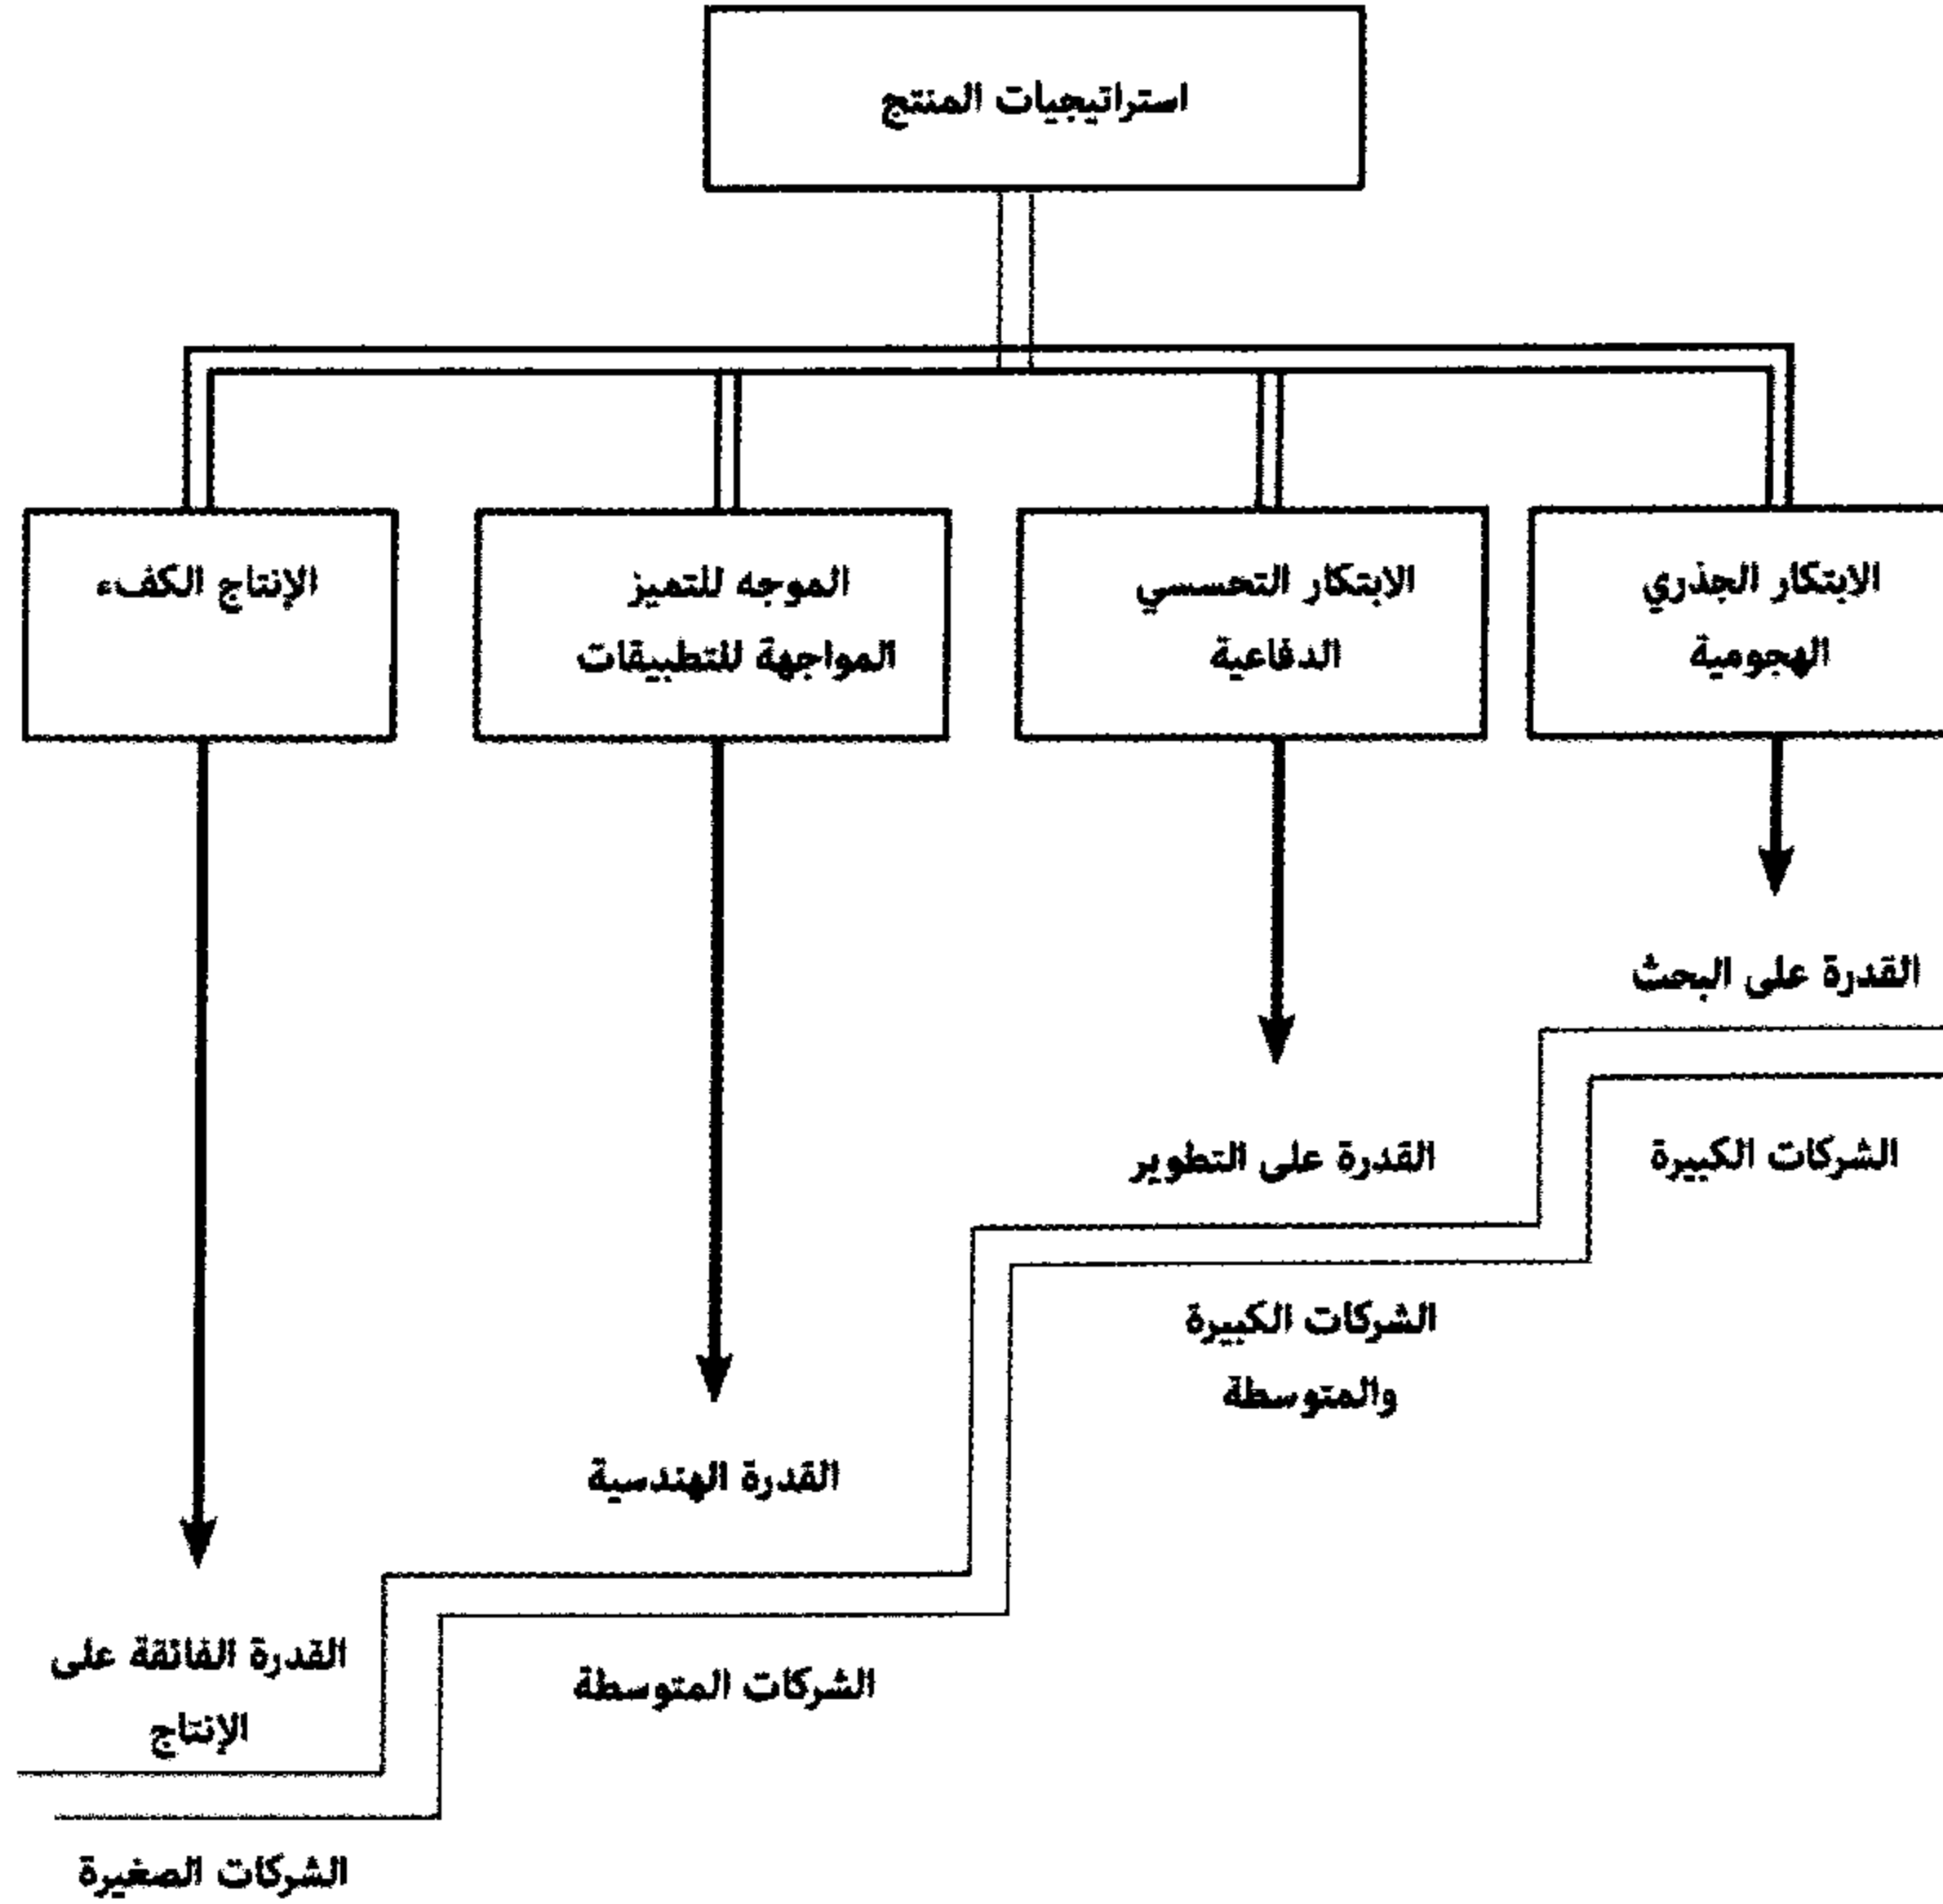 استراتيجيات المنتج
الابتكار الجذري
الهجومية
الابتكار التحسسي
الدفاعية
الموجه للتميز
المواجهة للتطبيقات
الإنتاج الكفء
القدرة على البحث
الشركات الكبيرة
القدرة على التطوير
الشركات الكبيرة
والمتوسطة
القدرة الهندسية
الشركات المتوسطة
القدرة الفائقة على
الإنتاج
الشركات الصغيرة